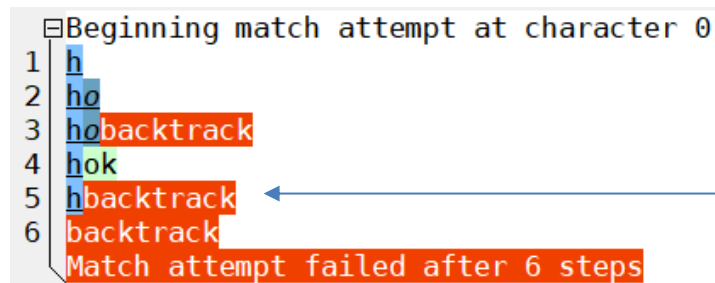 Beginning match attempt at character 0
1 h
2 ho
3 hobacktrack
4 hok
5 hbacktrack
6 backtrack
Match attempt failed after 6 steps